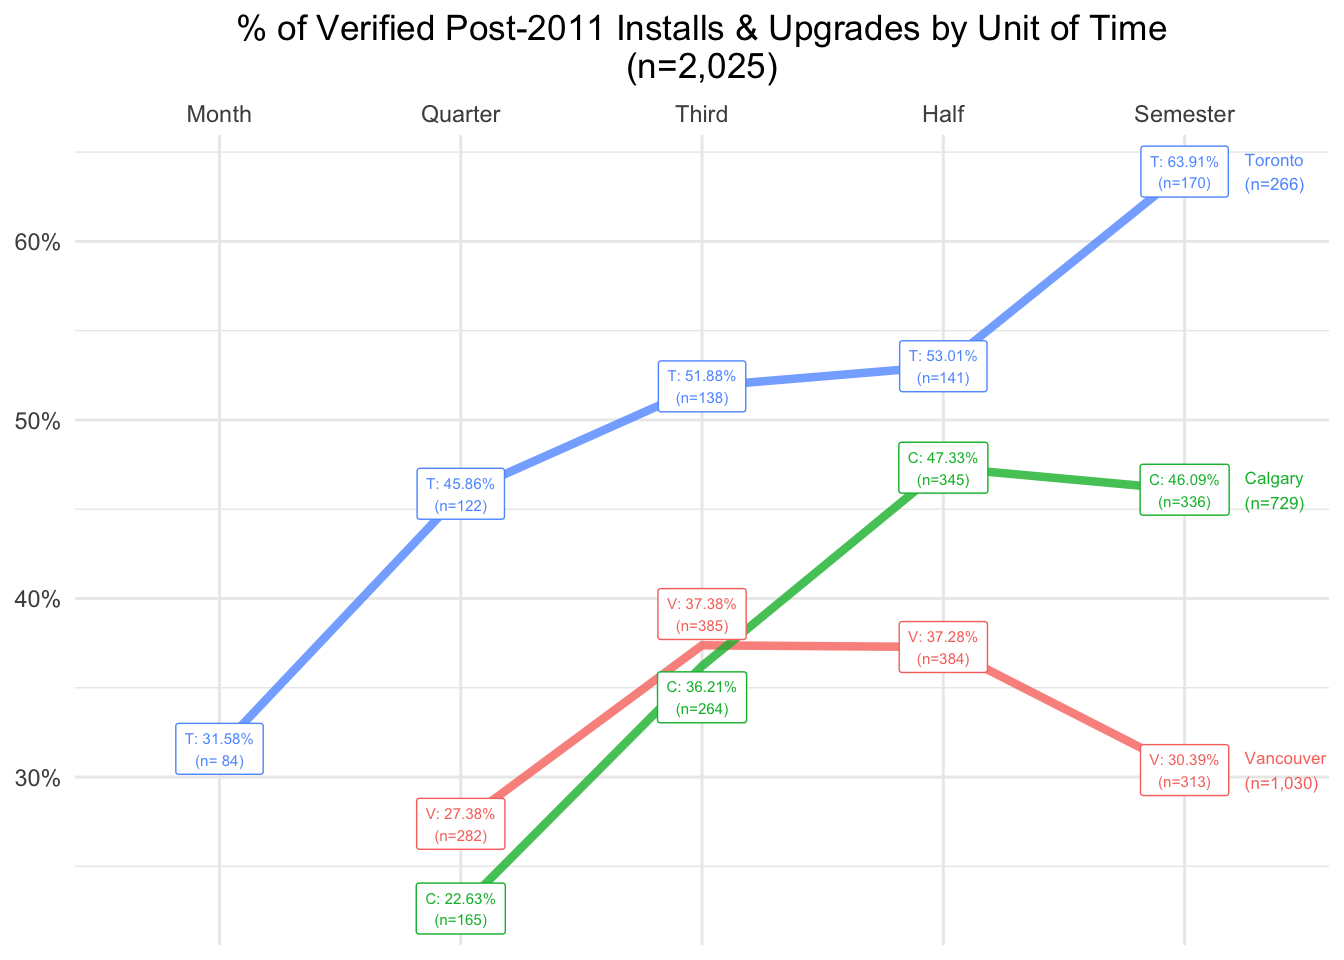 % of Verified Post-2011 Installs & Upgrades by Unit of Time
(n=2,025)
Month
Quarter
Third
Half
Semester
60%
50%
40%
30%
T: 63.91%
(n=170)
Toronto
(n=266)
T: 53.01%
(n=141)
T: 51.88%
(n=138)
T: 45.86%
(n=122)
T: 31.58%
(n= 84)
C: 47.33%
(n=345)
C: 46.09%
(n=336)
Calgary
(n=729)
V: 37.38%
(n=385)
C: 36.21%
(n=264)
V: 37.28%
(n=384)
V: 30.39%
(n=313)
Vancouver
(n=1,030)
V: 27.38%
(n=282)
C: 22.63%
(n=165)